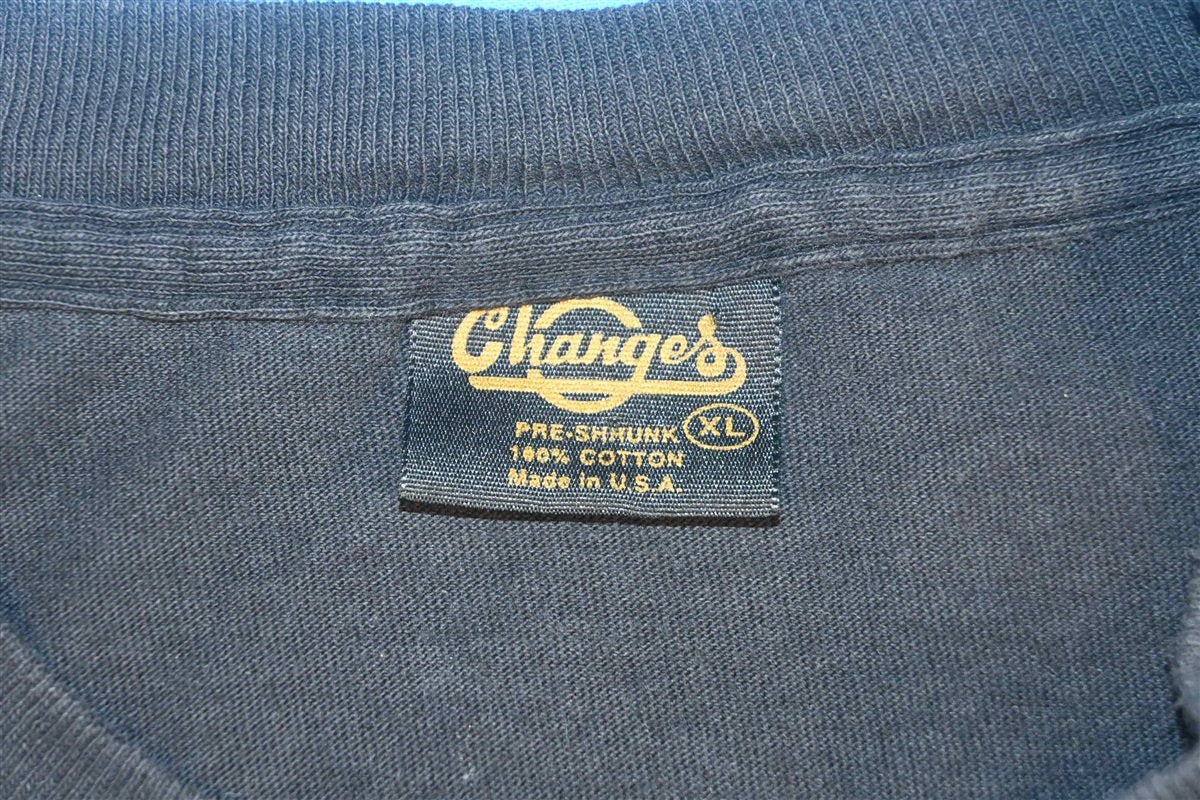 Changes
PRE-SHRUNK XL
100% COTTON
Made in U.S.A.